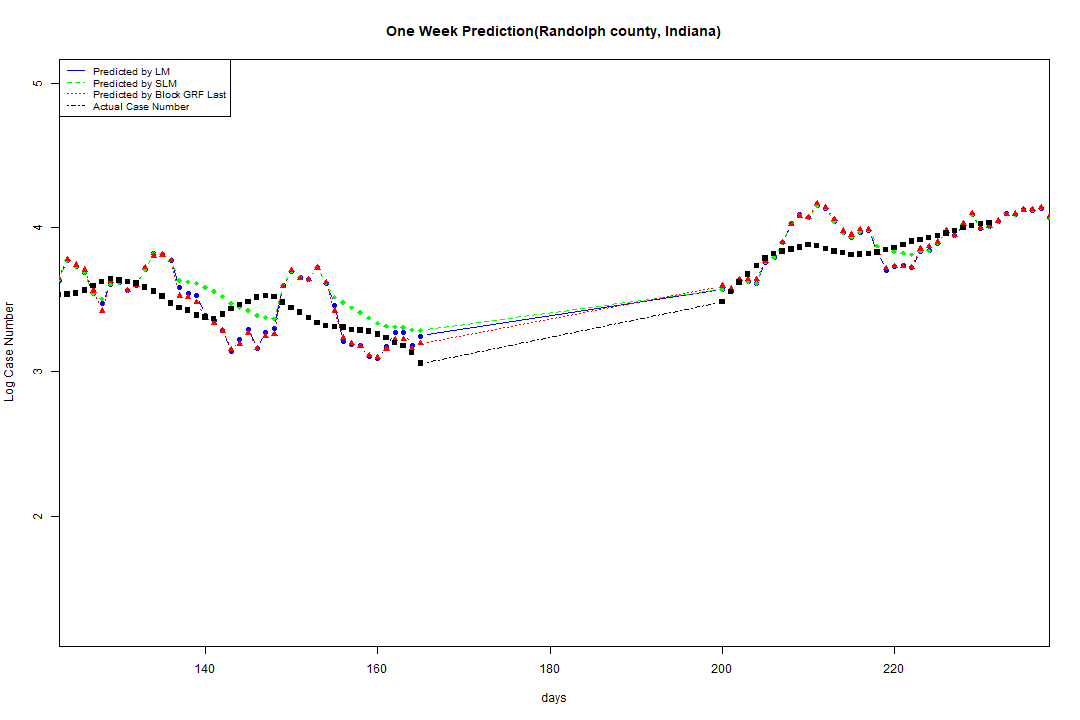 One Week Prediction(Randolph county, Indiana)
Predicted by LM
Predicted by SLM
Predicted by Block GRF Last
Actual Case Number
5
4
3
2
Log Case Number
140
160
180
200
220
days